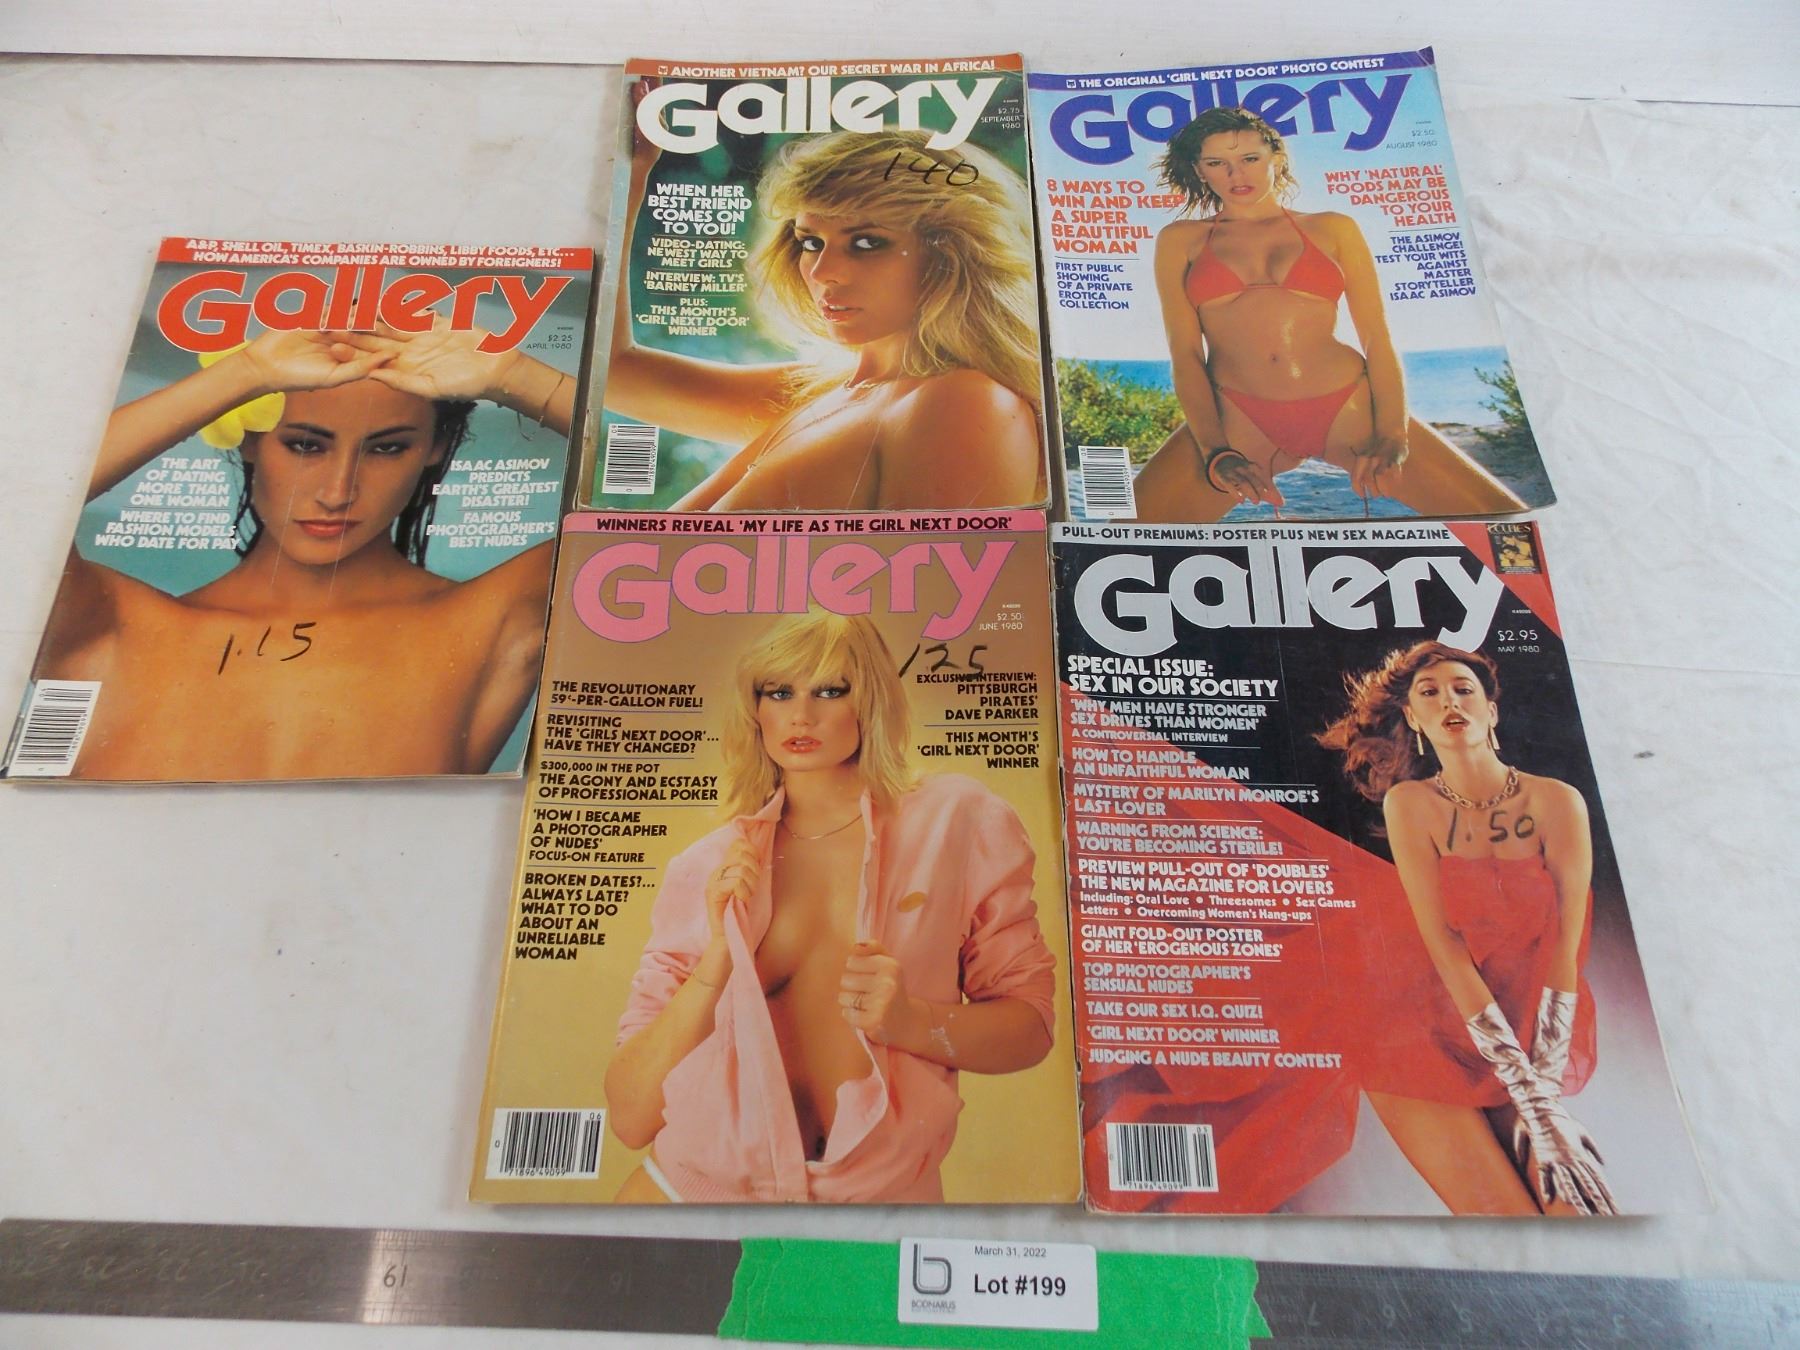 A&P, SHELL OIL, TIMEX, BASKIN-ROBBINS, LIBBY FOODS, ETC...
HOW AMERICA'S COMPANIES ARE OWNED BY FOREIGNERS!
Gallery
$2.25
APRIL 1980
THE ART
OF DATING
MORE THAN
ONE WOMAN
WHERE TO FIND
FASHION MODELS
WHO DATE FOR PAY
ISAAC ASIMOV
PREDICTS
EARTH'S GREATEST
DISASTER!
FAMOUS
PHOTOGRAPHER'S
BEST NUDES
1.15
ANOTHER VIETNAM? OUR SECRET WAR IN AFRICA!
Gallery
$2.75
SEPTEMBER
1980
140
WHEN HER
BEST FRIEND
COMES ON
TO YOU!
VIDEO-DATING:
NEWEST WAY TO
MEET GIRLS
INTERVIEW: TV'S
'BARNEY MILLER'
PLUS:
THIS MONTH'S
'GIRL NEXT DOOR'
WINNER
09
THE ORIGINAL 'GIRL NEXT DOOR' PHOTO CONTEST
Gallery
$2.50
AUGUST 1980
8 WAYS TO
WIN AND KEEP
A SUPER
BEAUTIFUL
WOMAN
FIRST PUBLIC
SHOWING
OF A PRIVATE
EROTICA
COLLECTION
WHY 'NATURAL'
FOODS MAY BE
DANGEROUS
TO YOUR
HEALTH
THE ASIMOV
CHALLENGE!
TEST YOUR WITS
AGAINST
MASTER
STORYTELLER
ISAAC ASIMOV
WINNERS REVEAL 'MY LIFE AS THE GIRL NEXT DOOR'
Gallery
$2.50
JUNE 1980
125
THE REVOLUTIONARY
59¢-PER-GALLON FUEL!
REVISITING
THE 'GIRLS NEXT DOOR'...
HAVE THEY CHANGED?
$300,000 IN THE POT
THE AGONY AND ECSTASY
OF PROFESSIONAL POKER
'HOW I BECAME
A PHOTOGRAPHER
OF NUDES'
FOCUS-ON FEATURE
BROKEN DATES?...
ALWAYS LATE?
WHAT TO DO
ABOUT AN
UNRELIABLE
WOMAN
EXCLUSIVE INTERVIEW:
PITTSBURGH
PIRATES'
DAVE PARKER
THIS MONTH'S
'GIRL NEXT DOOR'
WINNER
06
0
71896 49099
PULL-OUT PREMIUMS: POSTER PLUS NEW SEX MAGAZINE
Gallery
$2.95
MAY 1980
SPECIAL ISSUE:
SEX IN OUR SOCIETY
'WHY MEN HAVE STRONGER
SEX DRIVES THAN WOMEN'
A CONTROVERSIAL INTERVIEW
HOW TO HANDLE
AN UNFAITHFUL WOMAN
MYSTERY OF MARILYN MONROE'S
LAST LOVER
WARNING FROM SCIENCE:
YOU'RE BECOMING STERILE!
PREVIEW PULL-OUT OF 'DOUBLES'
THE NEW MAGAZINE FOR LOVERS
Including: Oral Love • Threesomes • Sex Games
Letters • Overcoming Women's Hang-ups
GIANT FOLD-OUT POSTER
OF HER 'EROGENOUS ZONES'
TOP PHOTOGRAPHER'S
SENSUAL NUDES
TAKE OUR SEX I.Q. QUIZ!
'GIRL NEXT DOOR' WINNER
JUDGING A NUDE BEAUTY CONTEST
1.50
05
71896 49099
March 31, 2022
Lot #199
b
BODNARUS
19